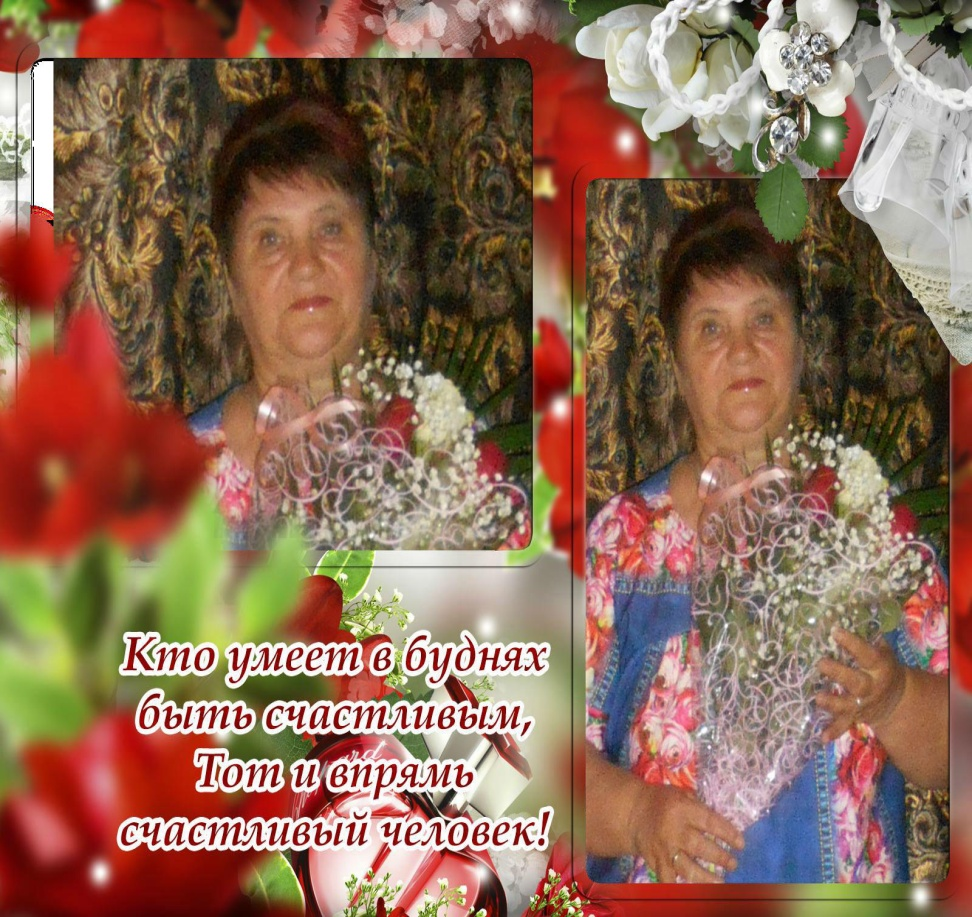 Кто умеет в буднях
быть счастливым,
Тот и впрямь
счастливый человек!